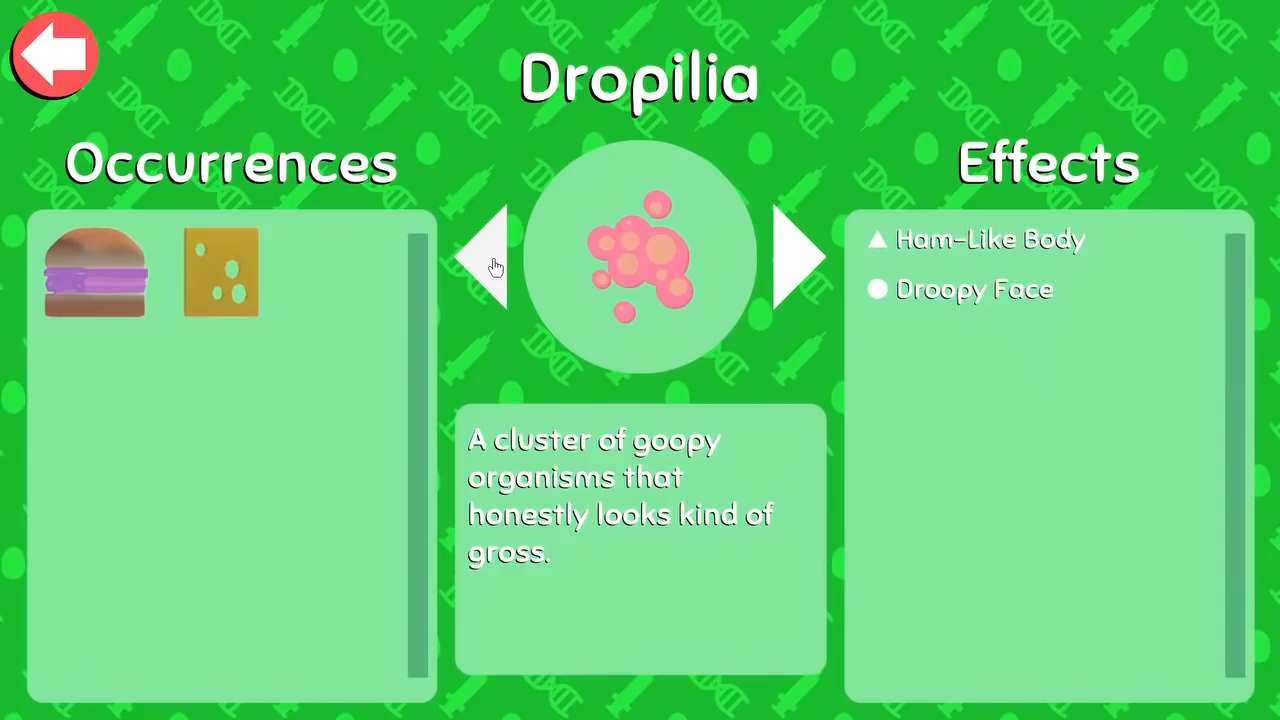 Dropilia
Occurrences
Effects
Ham-Like Body
Droopy Face
A cluster of goopy
organisms that
honestly looks kind of
gross.